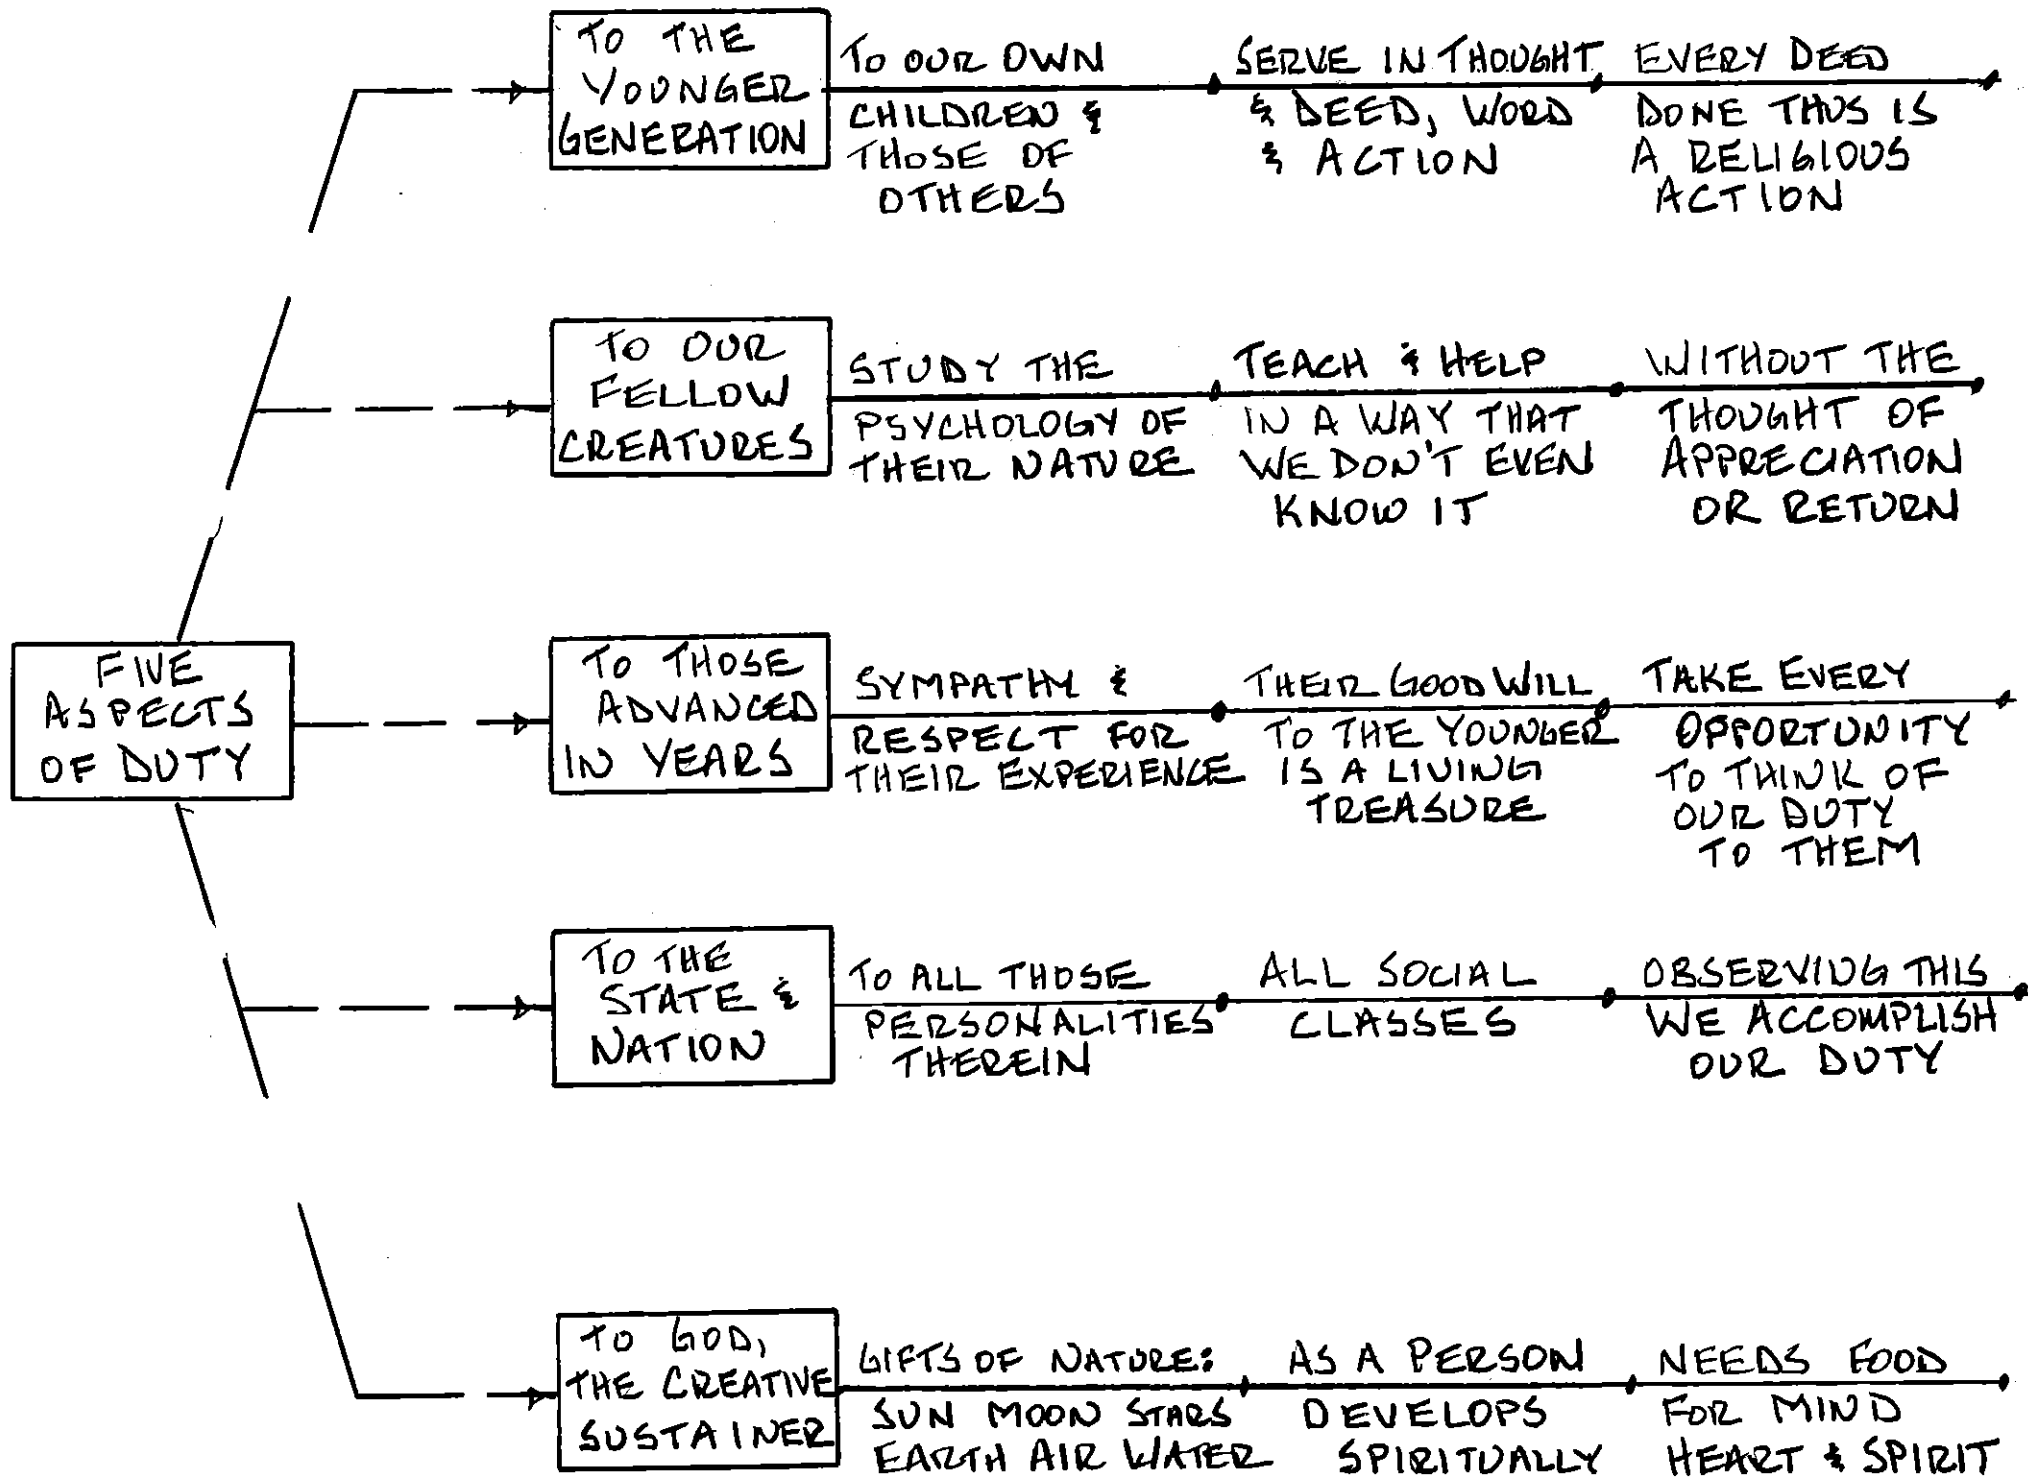 TO THE
YOUNGER
GENERATION
TO OUR OWN
CHILDREN &
THOSE OF
OTHERS
SERVE IN THOUGHT
& DEED, WORD
& ACTION
EVERY DEED
DONE THUS IS
A RELIGIOUS
ACTION
TO OUR
FELLOW
CREATURES
STUDY THE
PSYCHOLOGY OF
THEIR NATURE
TEACH & HELP
IN A WAY THAT
WE DON'T EVEN
KNOW IT
WITHOUT THE
THOUGHT OF
APPRECIATION
OR RETURN
FIVE
ASPECTS
OF DUTY
TO THOSE
ADVANCED
IN YEARS
SYMPATHY &
RESPECT FOR
THEIR EXPERIENCE
THEIR GOOD WILL
TO THE YOUNGER
IS A LIVING
TREASURE
TAKE EVERY
OPPORTUNITY
TO THINK OF
OUR DUTY
TO THEM
TO THE
STATE &
NATION
TO ALL THOSE
PERSONALITIES
THEREIN
ALL SOCIAL
CLASSES
OBSERVING THIS
WE ACCOMPLISH
OUR DUTY
TO GOD,
THE CREATIVE
SUSTAINER
GIFTS OF NATURE:
SUN MOON STARS
EARTH AIR WATER
AS A PERSON
DEVELOPS
SPIRITUALLY
NEEDS FOOD
FOR MIND
HEART & SPIRIT